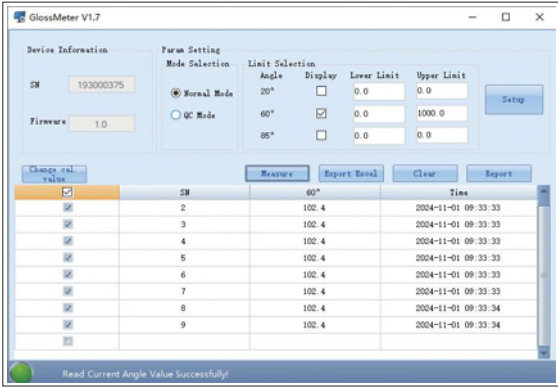 GlossMeter V1.7
Device Information
SN 193000375
Firmware 1.0
Param Setting
Mode Selection
Normal Mode
QC Mode
Limit Selection
Angle Display Lower Limit Upper Limit
20° 0.0 0.0
60° 0.0 1000.0
85° 0.0 0.0
Setup
Change cal.
value
Measure Export Excel Clear Report
SN 60° Time
2 102.4 2024-11-01 09:33:33
3 102.4 2024-11-01 09:33:33
4 102.4 2024-11-01 09:33:33
5 102.4 2024-11-01 09:33:33
6 102.4 2024-11-01 09:33:33
7 102.4 2024-11-01 09:33:33
8 102.4 2024-11-01 09:33:34
9 102.4 2024-11-01 09:33:34
Read Current Angle Value Successfully!